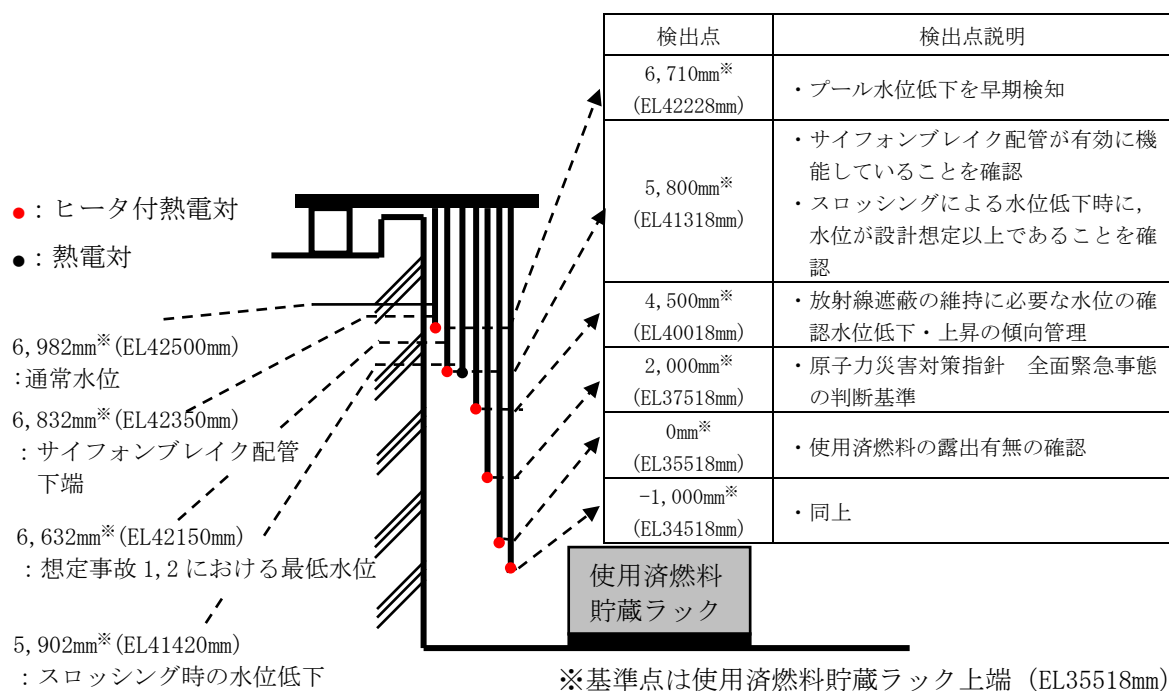 検出点 検出点説明
6,710mm※
(EL42228mm)
・プール水位低下を早期検知
5,800mm※
(EL41318mm)
・サイフォンブレイク配管が有効に機
能していることを確認
・スロッシングによる水位低下時に,
水位が設計想定以上であることを確
認
4,500mm※
(EL40018mm)
・放射線遮蔽の維持に必要な水位の確
認水位低下・上昇の傾向管理
2,000mm※
(EL37518mm)
・原子力災害対策指針 全面緊急事態
の判断基準
0mm※
(EL35518mm)
・使用済燃料の露出有無の確認
-1,000mm※
(EL34518mm)
・同上
●：ヒータ付熱電対
●：熱電対
6,982mm※(EL42500mm)
:通常水位
6,832mm※(EL42350mm)
：サイフォンブレイク配管
下端
6,632mm※(EL42150mm)
：想定事故1,2における最低水位
5,902mm※(EL41420mm)
：スロッシング時の水位低下
使用済燃料
貯蔵ラック
※基準点は使用済燃料貯蔵ラック上端（EL35518mm)